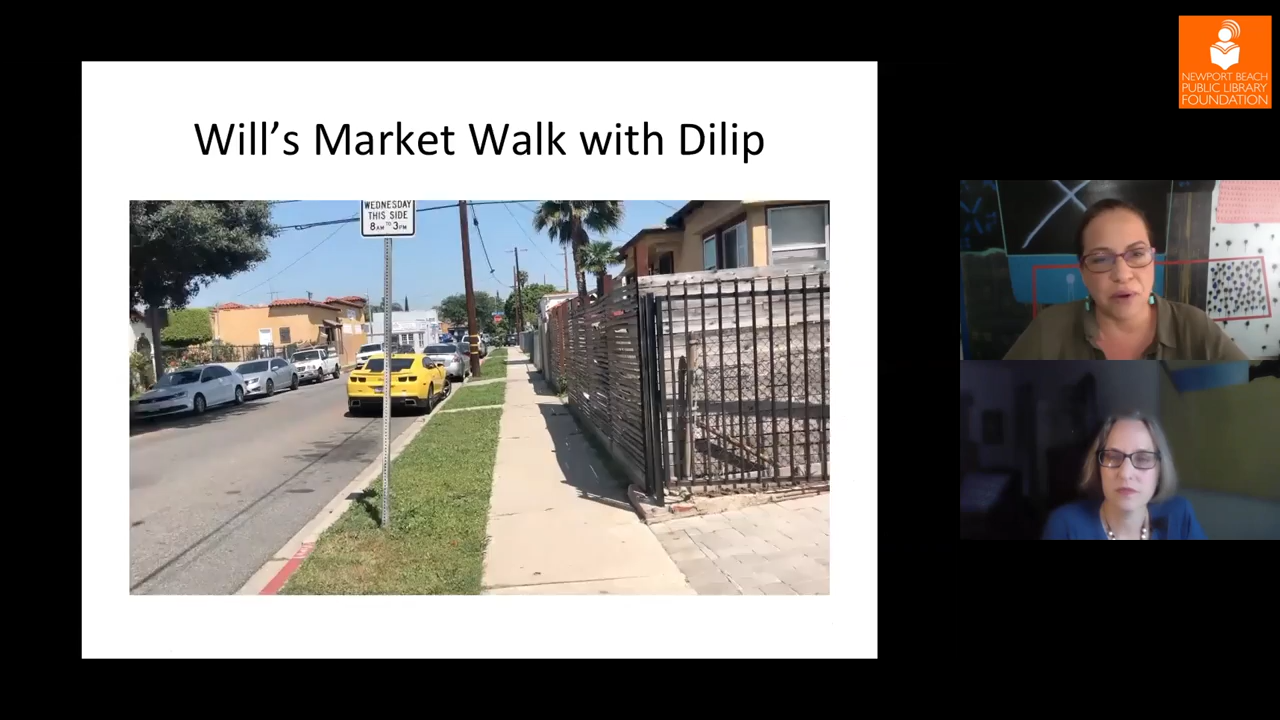 Will's Market Walk with Dilip
WEDNESDAY
THIS SIDE
8AM TO 3PM
NEWPORT BEACH
PUBLIC LIBRARY
FOUNDATION